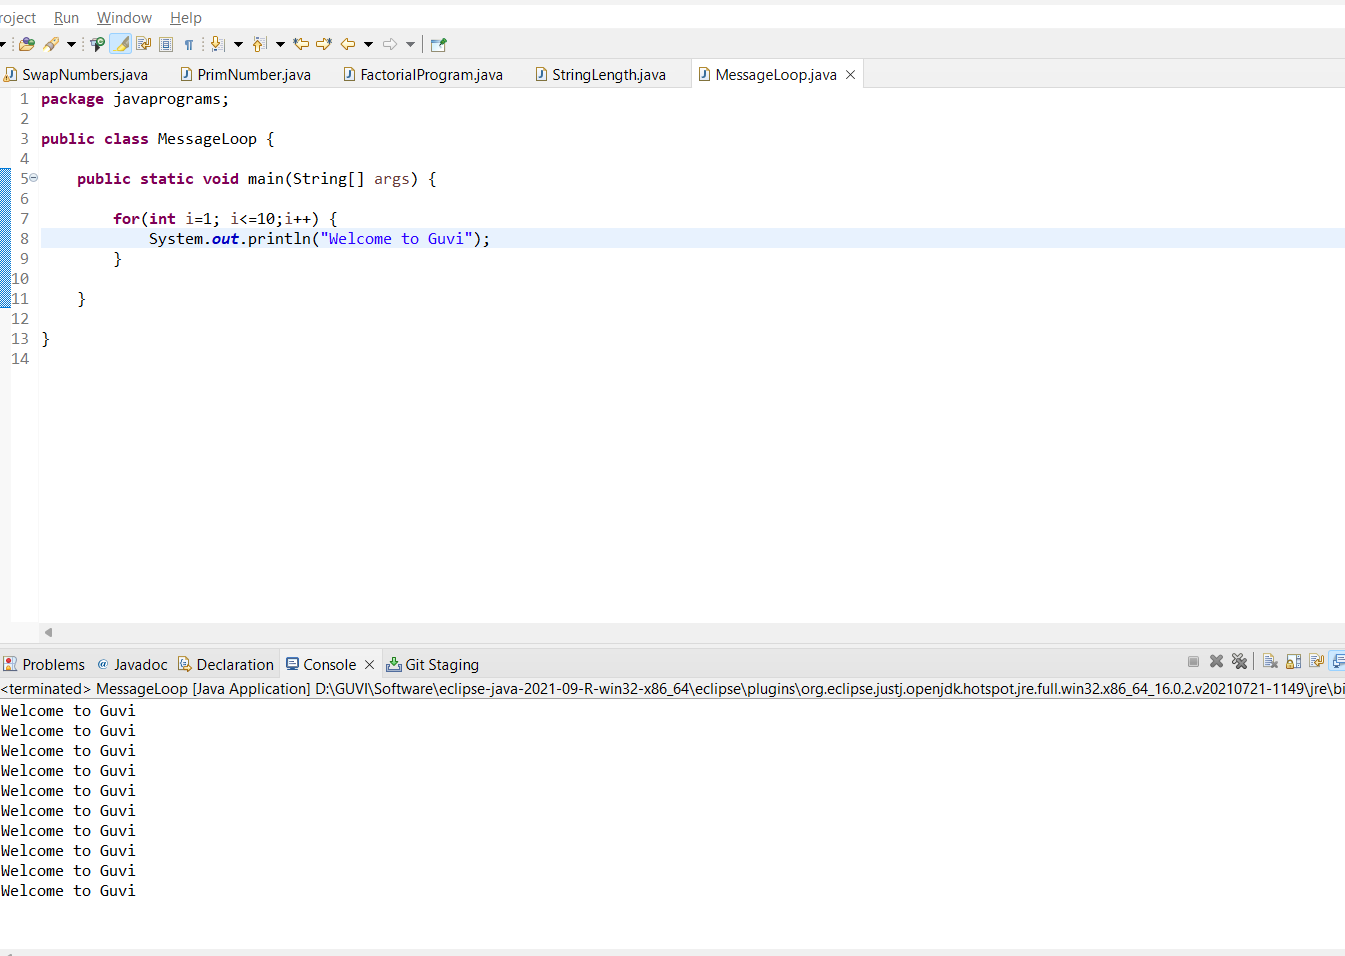 roject Run Window Help
SwapNumbers.java PrimNumber.java FactorialProgram.java StringLength.java MessageLoop.java
1 package javaprograms;
2
3 public class MessageLoop {
4
5 public static void main(String[] args) {
6
7 for(int i=1; i<=10;i++) {
8 System.out.println("Welcome to Guvi");
9 }
10
11 }
12
13 }
14
Problems @ Javadoc Declaration Console Git Staging
<terminated> MessageLoop [Java Application] D:\GUVI\Software\eclipse-java-2021-09-R-win32-x86_64\eclipse\plugins\org.eclipse.justj.openjdk.hotspot.jre.full.win32.x86_64_16.0.2.v20210721-1149\jre\bi
Welcome to Guvi
Welcome to Guvi
Welcome to Guvi
Welcome to Guvi
Welcome to Guvi
Welcome to Guvi
Welcome to Guvi
Welcome to Guvi
Welcome to Guvi
Welcome to Guvi